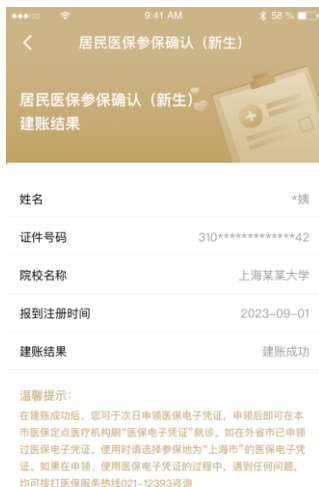 9:41 AM
58 %
居民医保参保确认（新生）
居民医保参保确认（新生）
建账结果
姓名 *姨
证件号码 310*************42
院校名称 上海某某大学
报到注册时间 2023-09-01
建账结果 建账成功
温馨提示：
在建账成功后，您可于次日申领医保电子凭证，申领后即可在本
市医保定点医疗机构刷“医保电子凭证”就诊。如在外省市已申领
过医保电子凭证，使用时请选择参保地为“上海市”的医保电子凭
证。如果在申领、使用医保电子凭证的过程中，遇到任何问题，
均可拨打医保服务热线021-12393咨询